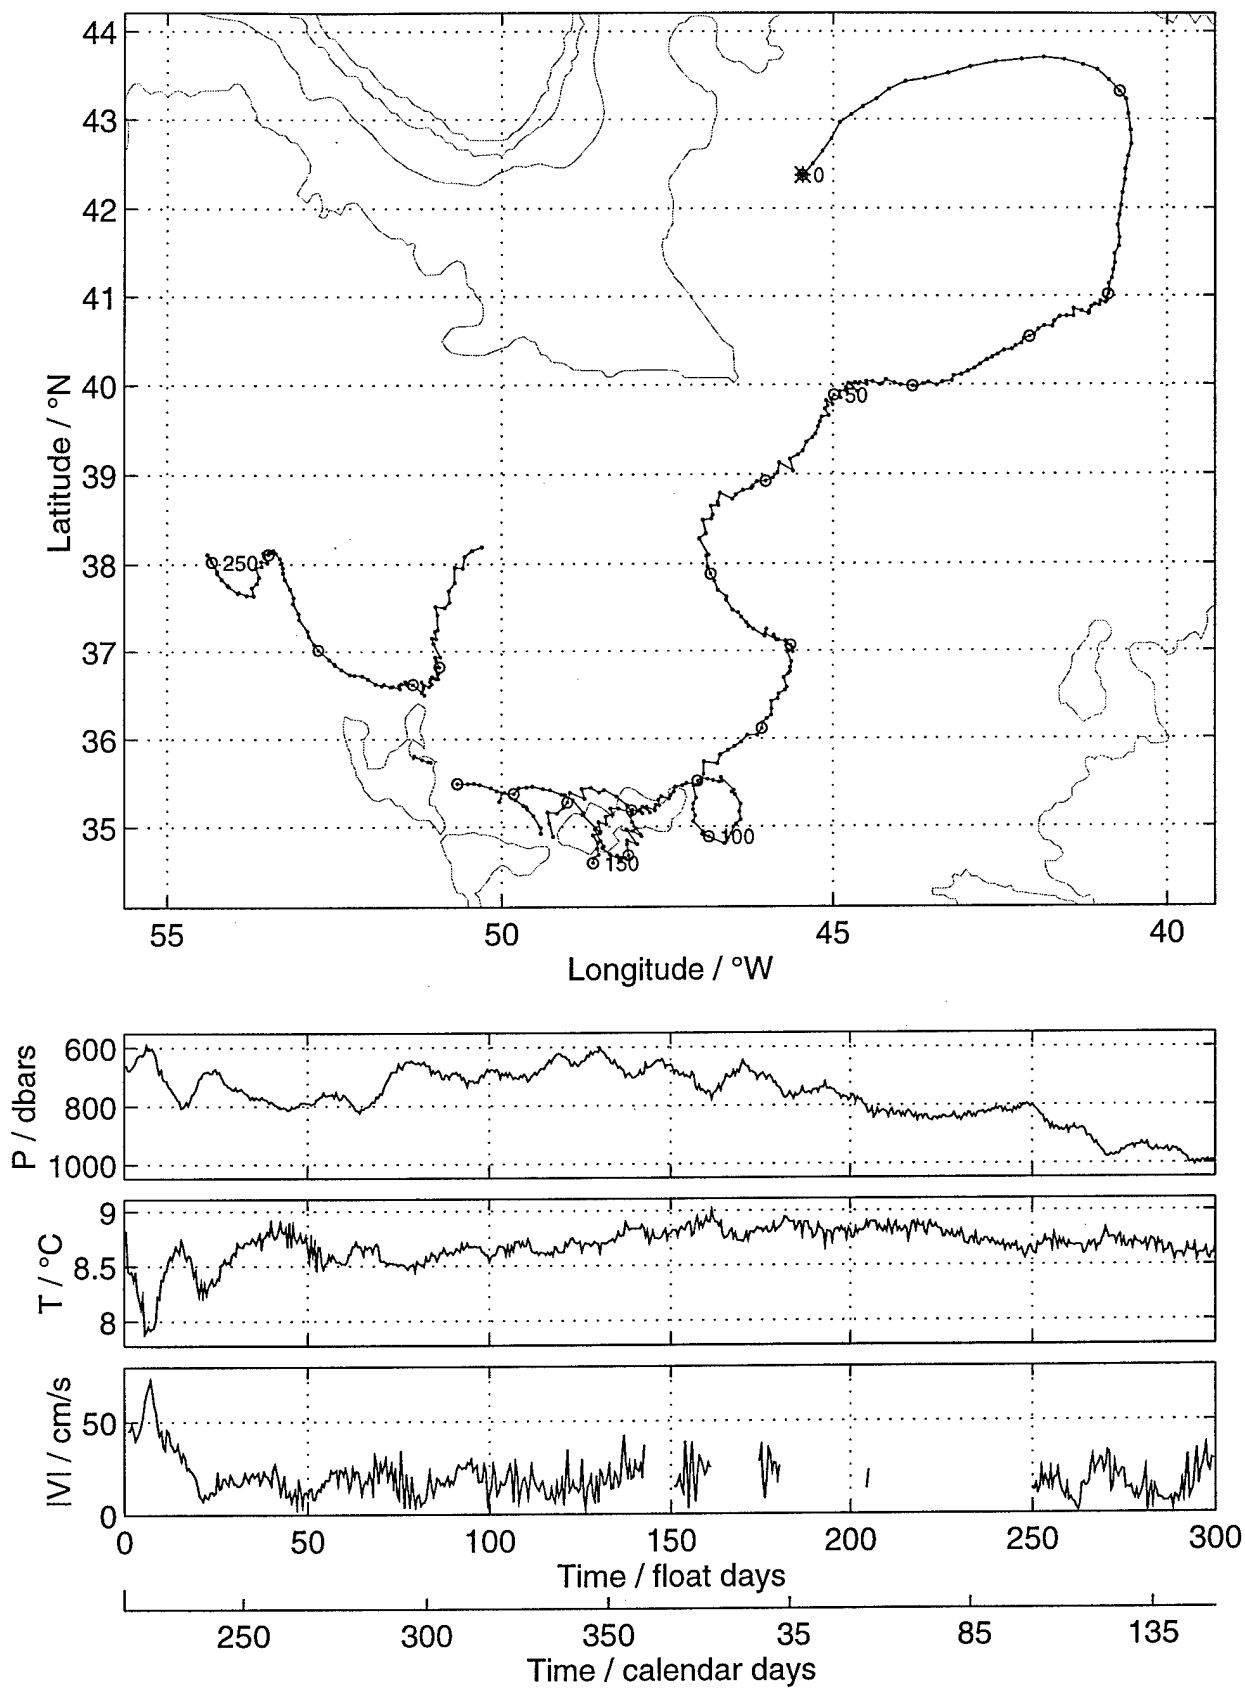 44
43
42
41
40
39
38
37
36
35
Latitude / °N
0
50
100
150
250
55 50 45 40
Longitude / °W
600
800
1000
P / dbars
9
8.5
8
T / °C
50
0
|V| / cm/s
0 50 100 150 200 250 300
Time / float days
250 300 350 35 85 135
Time / calendar days